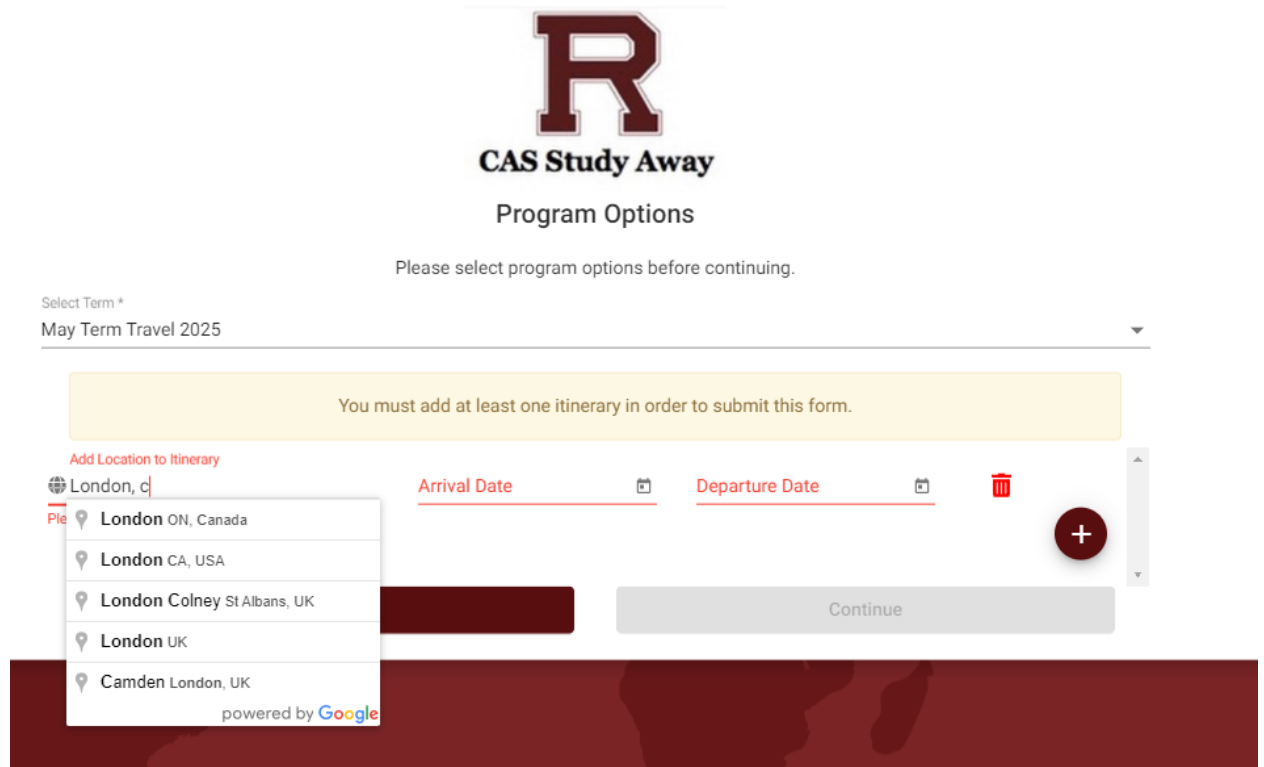 R
CAS Study Away
Program Options
Please select program options before continuing.
Select Term *
May Term Travel 2025
You must add at least one itinerary in order to submit this form.
Add Location to Itinerary
London, c
Arrival Date
Departure Date
Ple
London ON, Canada
London CA, USA
London Colney St Albans, UK
London UK
Camden London, UK
powered by Google
+
Continue